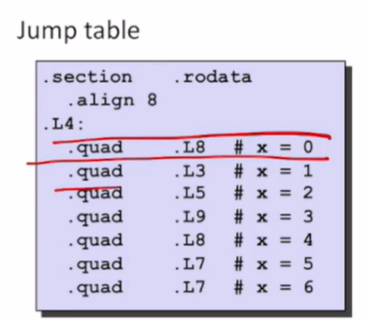 Jump table
.section .rodata
.align 8
.L4:
.quad .L8 # x = 0
.quad .L3 # x = 1
.quad .L5 # x = 2
.quad .L9 # x = 3
.quad .L8 # x = 4
.quad .L7 # x = 5
.quad .L7 # x = 6